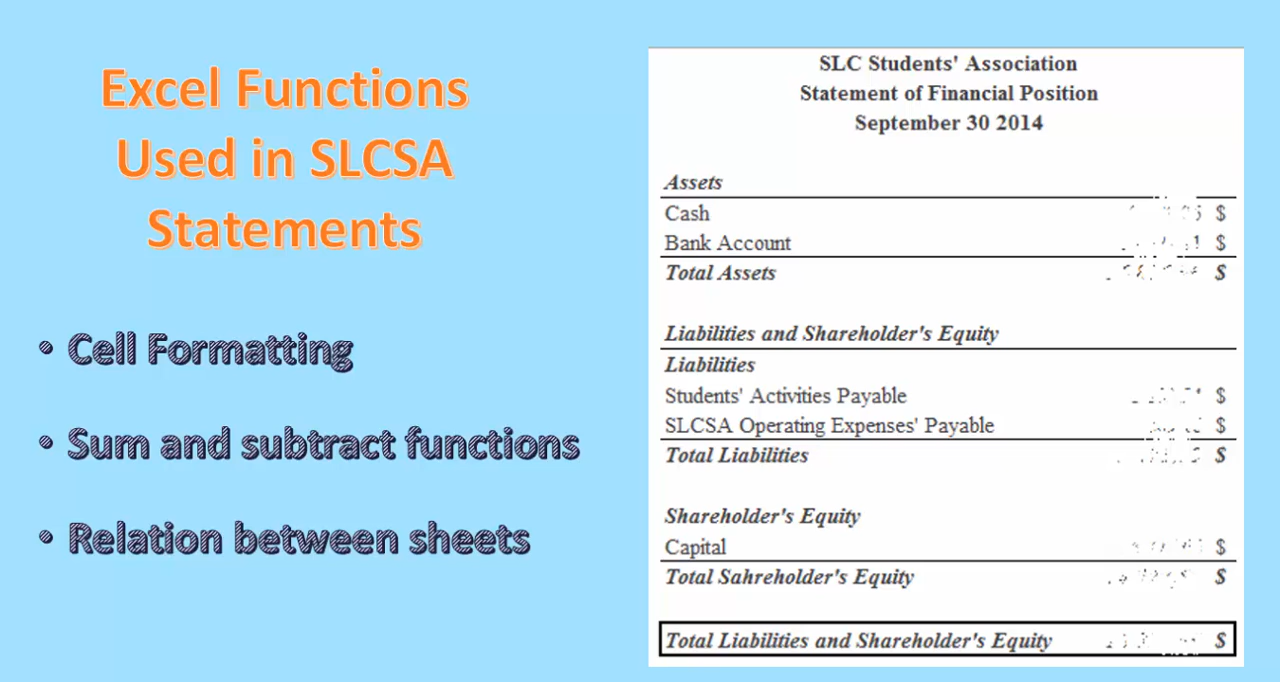 Excel Functions
Used in SLCSA
Statements
• Cell Formatting
• Sum and subtract functions
• Relation between sheets
SLC Students' Association
Statement of Financial Position
September 30 2014
Assets
Cash $
Bank Account $
Total Assets $
Liabilities and Shareholder's Equity
Liabilities
Students' Activities Payable $
SLCSA Operating Expenses' Payable $
Total Liabilities $
Shareholder's Equity
Capital $
Total Sahreholder's Equity $
Total Liabilities and Shareholder's Equity $